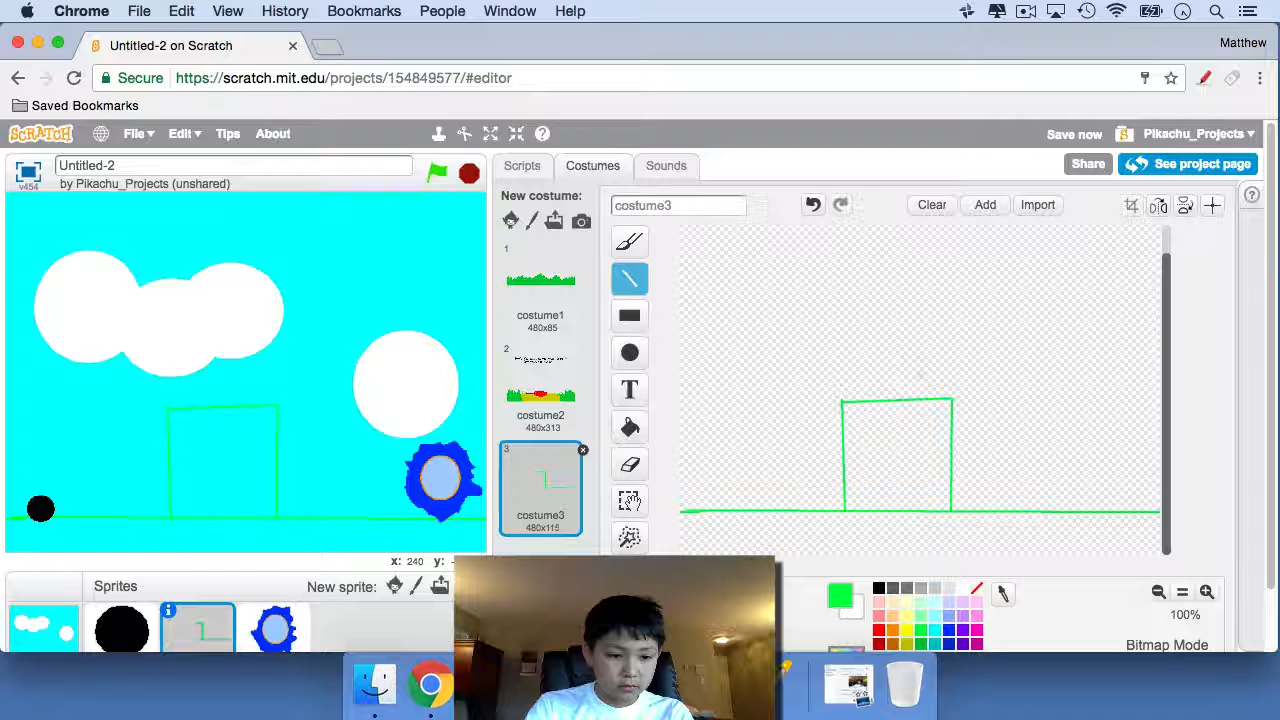 Chrome File Edit View History Bookmarks People Window Help
Untitled-2 on Scratch
Matthew
Secure https://scratch.mit.edu/projects/154849577/#editor
Saved Bookmarks
SCRATCH File Edit Tips About Save now Pikachu_Projects
Untitled-2
by Pikachu_Projects (unshared)
v454
Scripts Costumes Sounds
Share See project page
New costume:
costume3
Clear Add Import
1
costume1
480x85
2
costume2
480x313
3
costume3
480x115
T
x: 240 y:
Sprites New sprite:
100%
Bitmap Mode